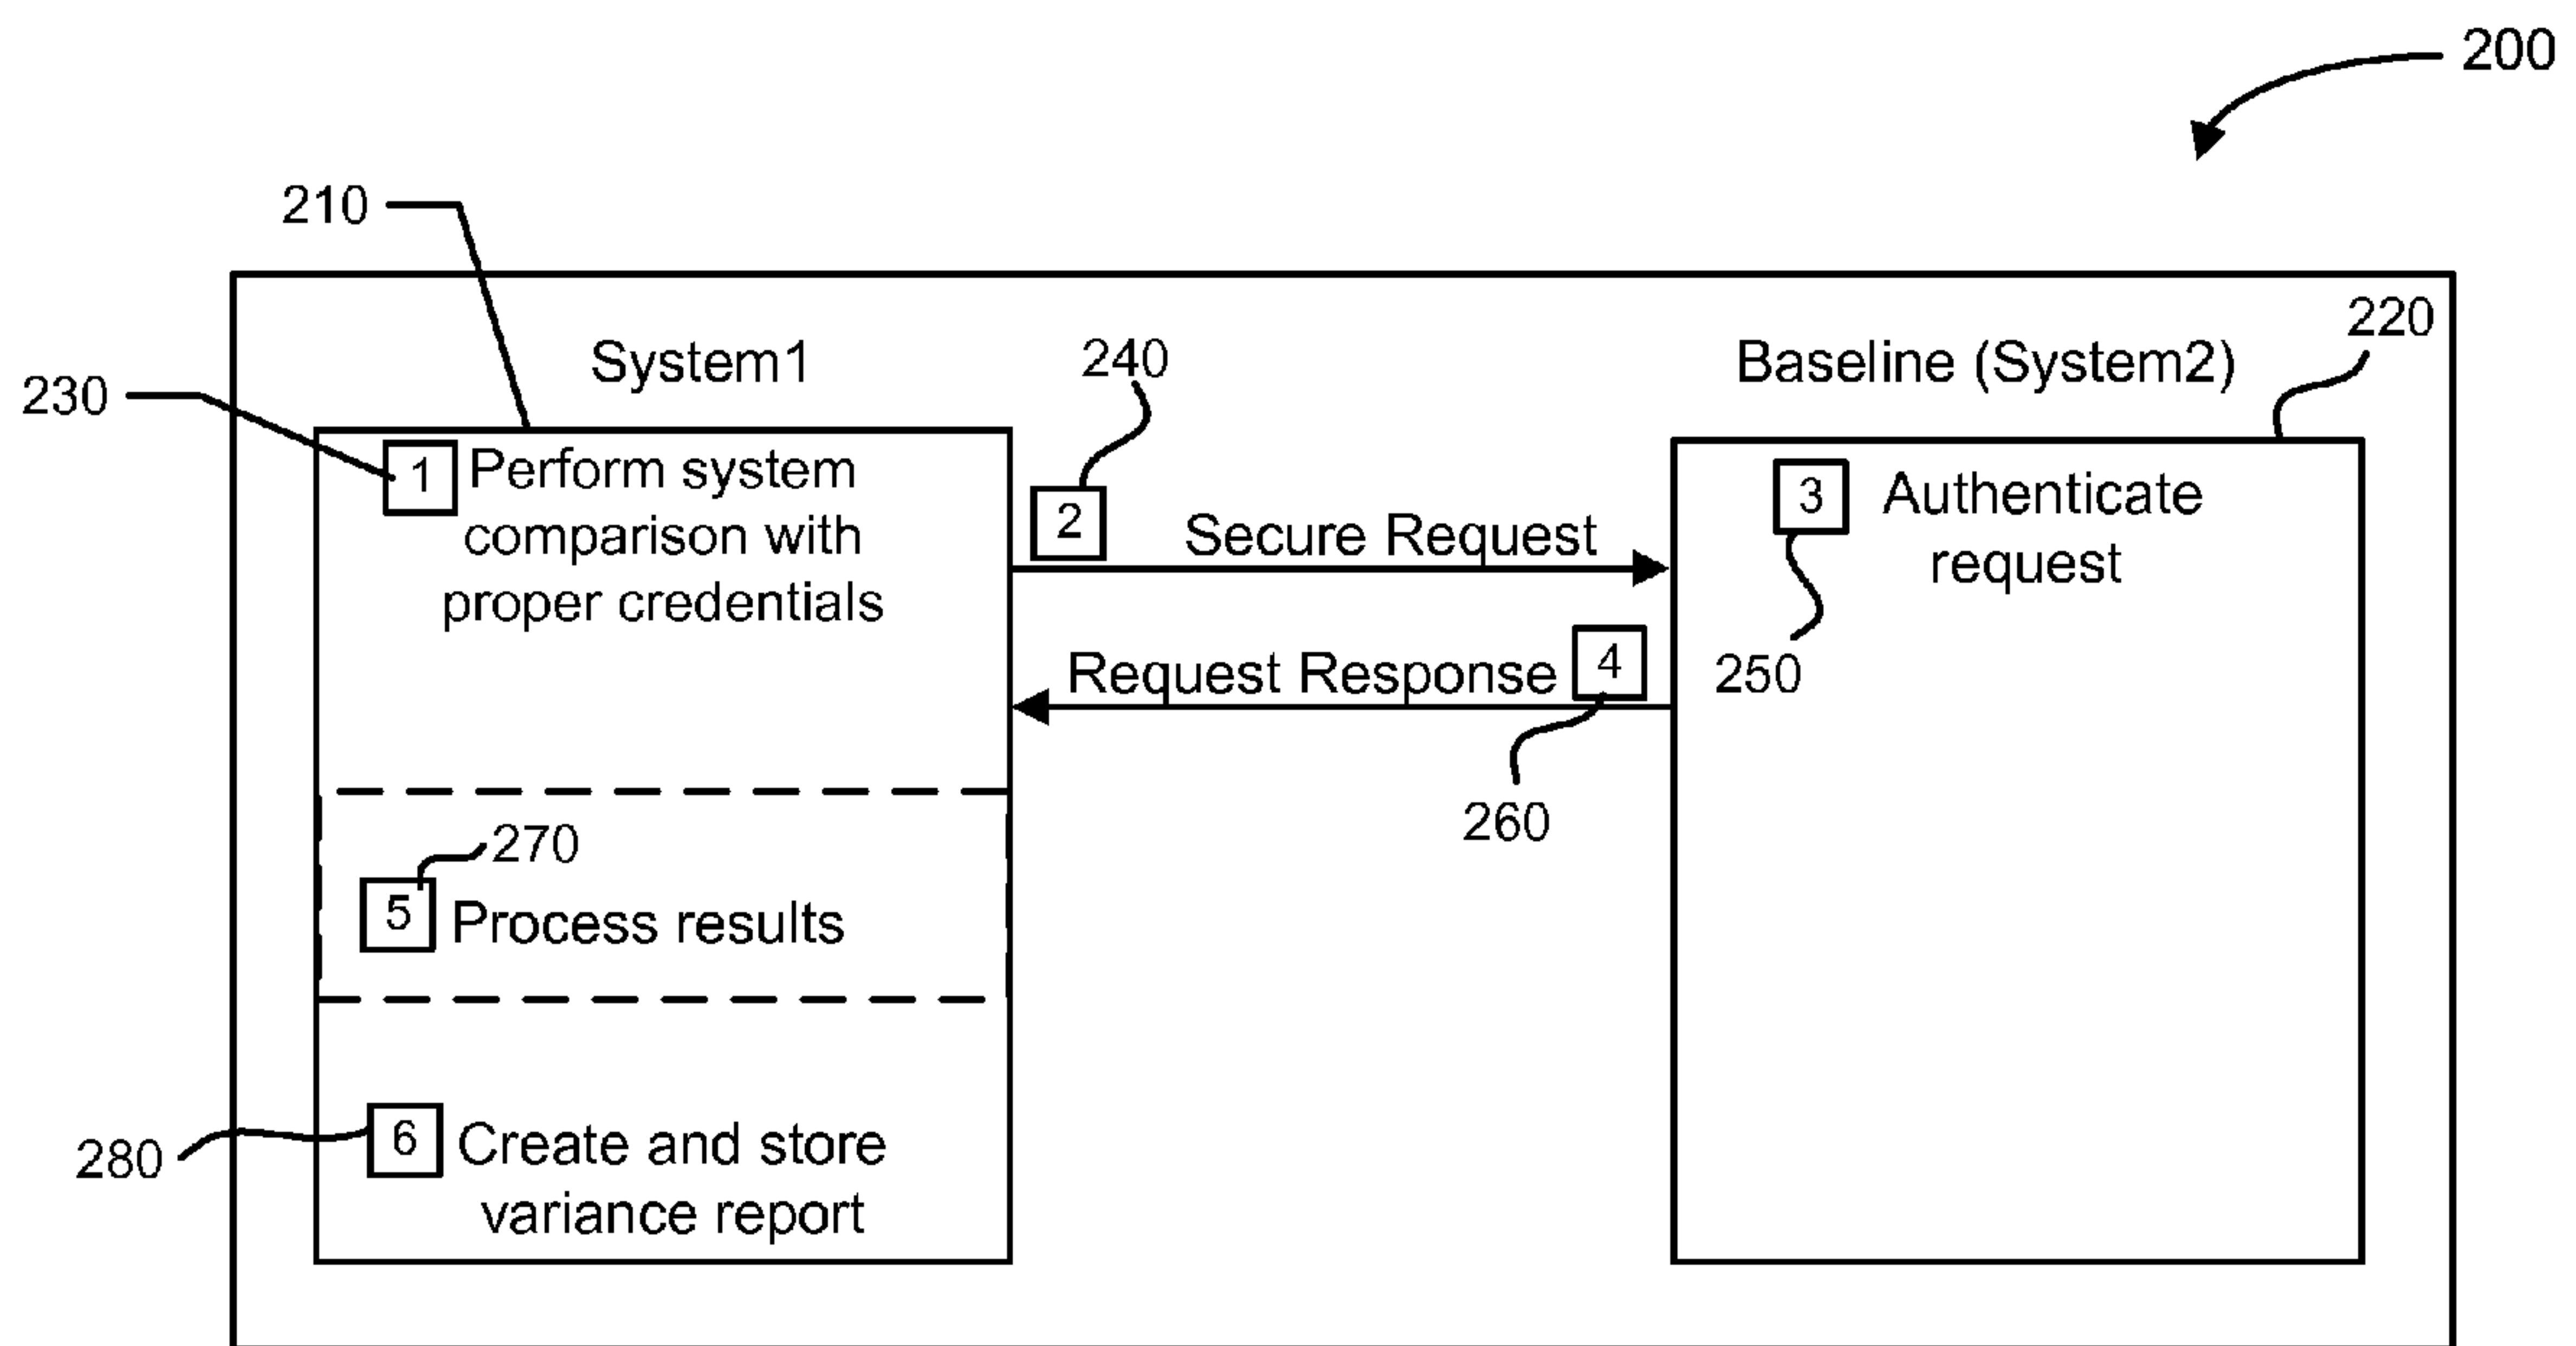 200
210
220
System1
240
Baseline (System2)
230
1 Perform system
comparison with
proper credentials
2
Secure Request
3 Authenticate
request
Request Response 4
250
260
270
5 Process results
280
6 Create and store
variance report